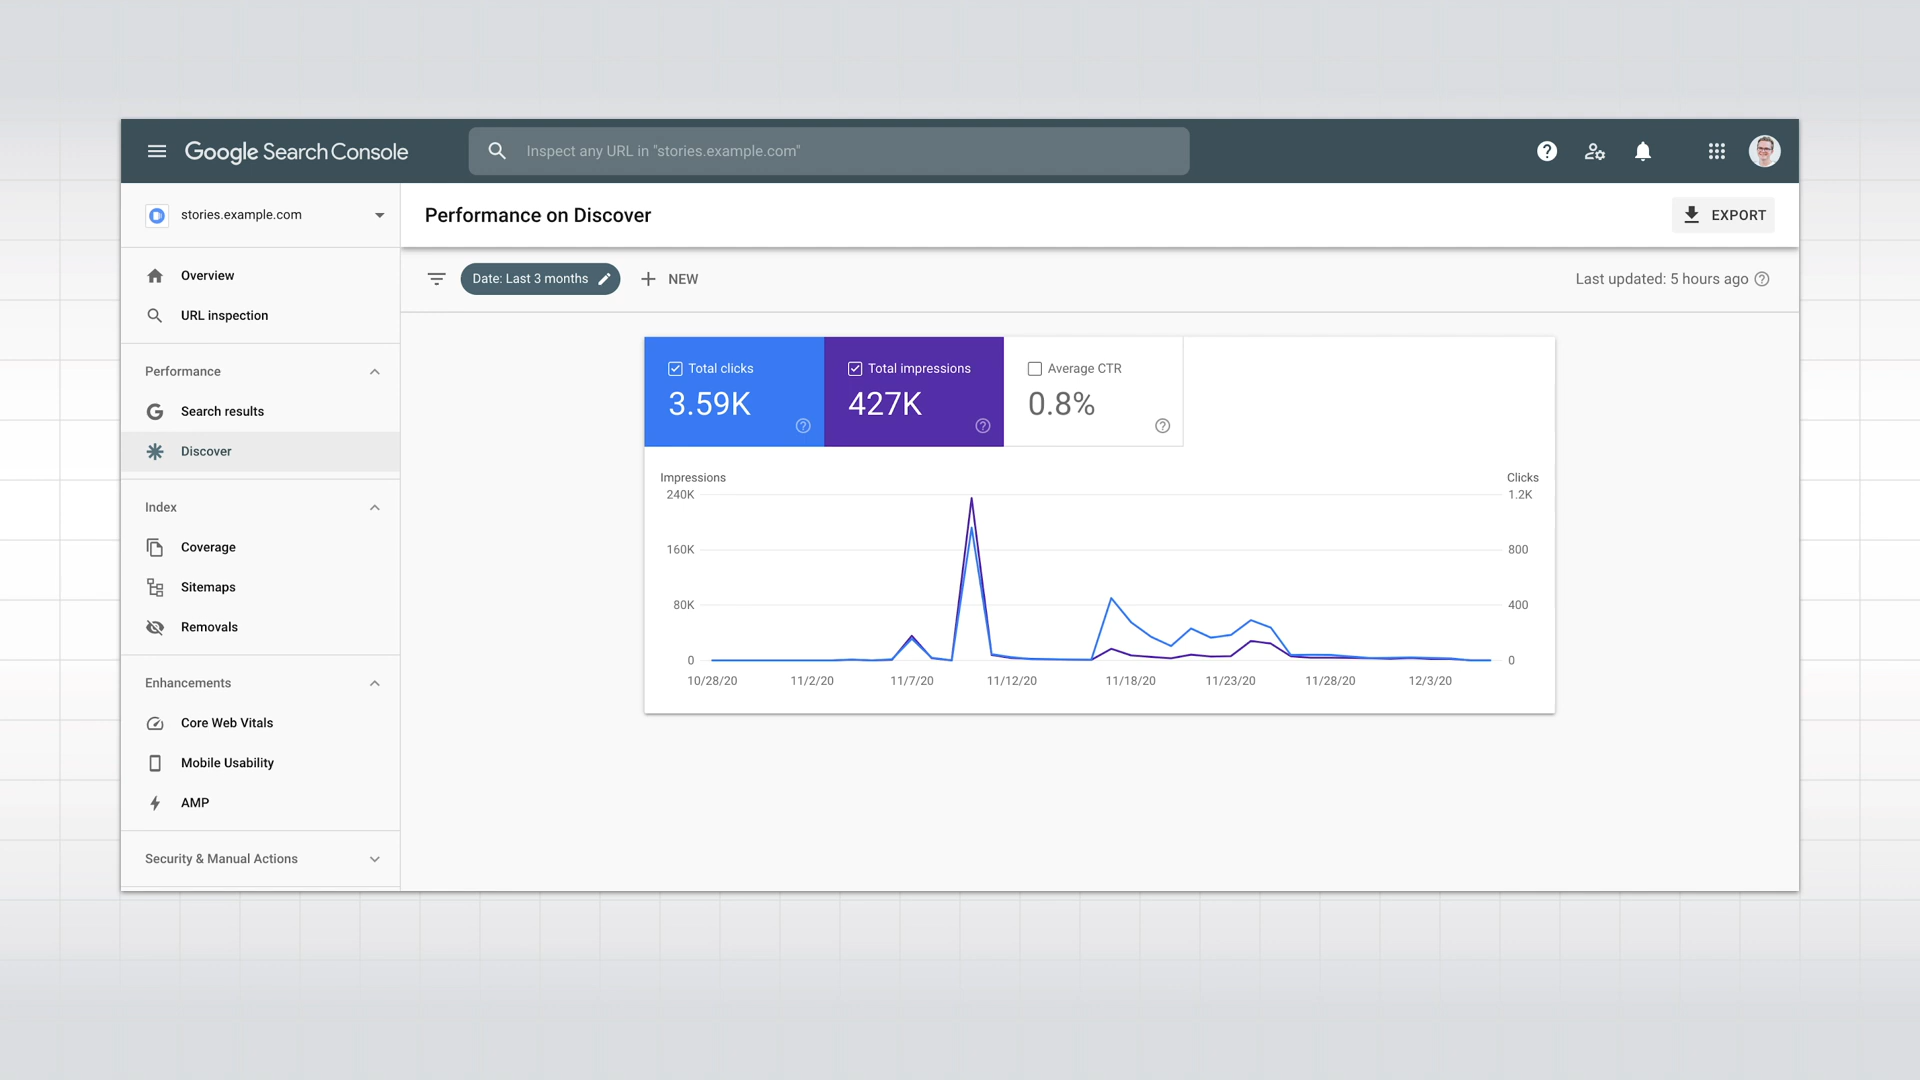 Google Search Console
Inspect any URL in "stories.example.com"
stories.example.com
Performance on Discover
EXPORT
Overview
URL inspection
Performance
Search results
Discover
Index
Coverage
Sitemaps
Removals
Enhancements
Core Web Vitals
Mobile Usability
AMP
Security & Manual Actions
Date: Last 3 months
NEW
Last updated: 5 hours ago
Total clicks
3.59K
Total impressions
427K
Average CTR
0.8%
Impressions
Clicks
240K
160K
80K
0
1.2K
800
400
0
10/28/20 11/2/20 11/7/20 11/12/20 11/18/20 11/23/20 11/28/20 12/3/20